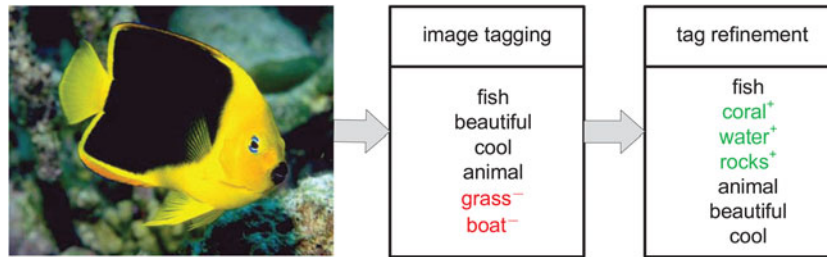 image tagging
fish
beautiful
cool
animal
grass⁻
boat⁻
tag refinement
fish
coral⁺
water⁺
rocks⁺
animal
beautiful
cool